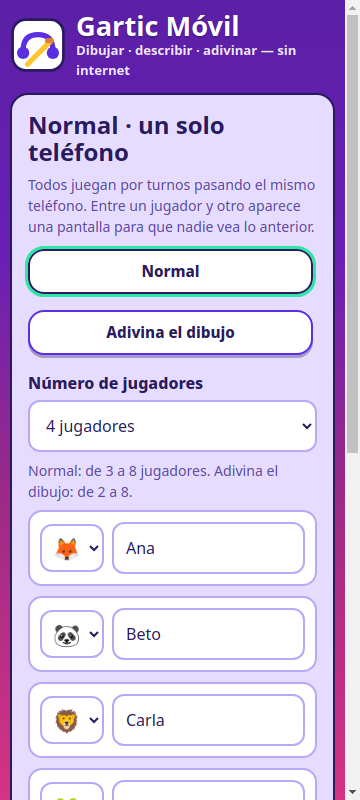 Gartic Móvil
Dibujar · describir · adivinar — sin
internet
Normal · un solo
teléfono
Todos juegan por turnos pasando el mismo
teléfono. Entre un jugador y otro aparece
una pantalla para que nadie vea lo anterior.
Normal
Adivina el dibujo
Número de jugadores
4 jugadores
Normal: de 3 a 8 jugadores. Adivina el
dibujo: de 2 a 8.
Ana
Beto
Carla